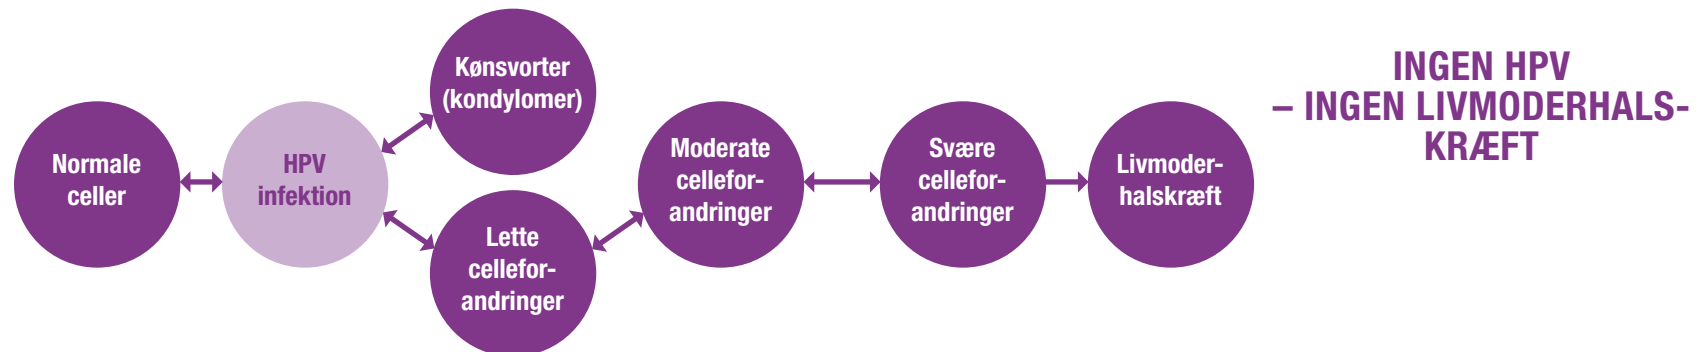 Normale
celler
HPV
infektion
Kønsvorter
(kondylomer)
Lette
cellefor-
andringer
Moderate
cellefor-
andringer
Svære
cellefor-
andringer
Livmoder-
halskræft
INGEN HPV
– INGEN LIVMODERHALS-
KRÆFT